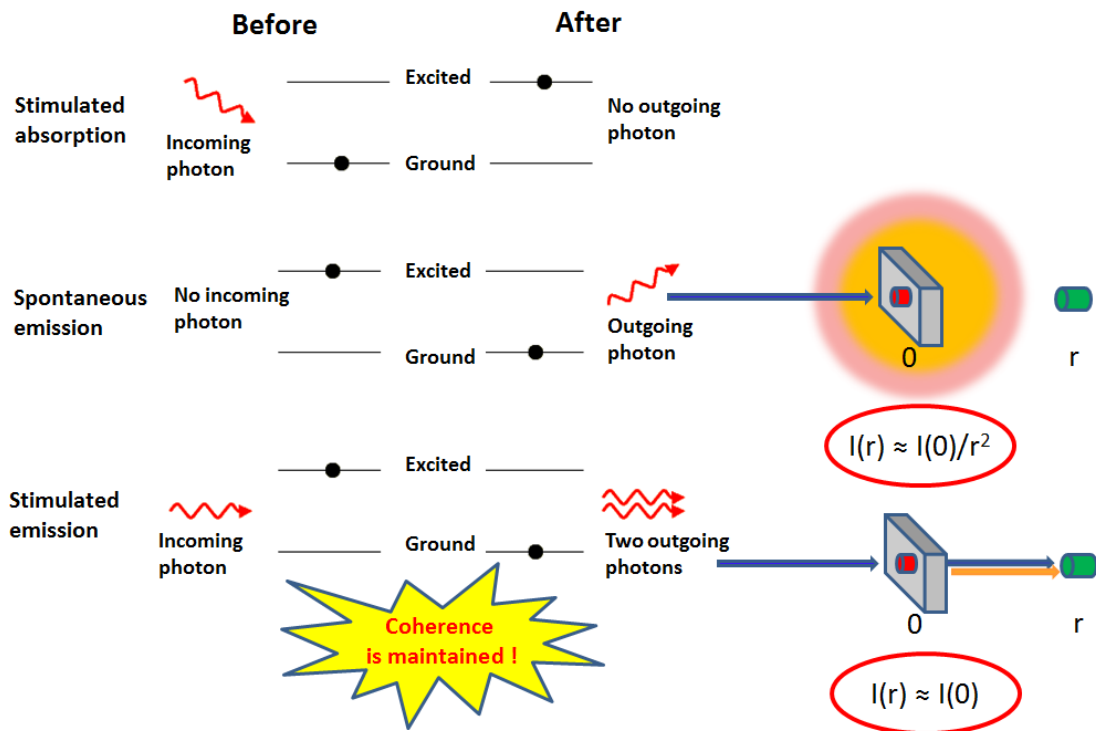 Before
After
Stimulated
absorption
Incoming
photon
Excited
Ground
No outgoing
photon
Spontaneous
emission
No incoming
photon
Excited
Ground
Outgoing
photon
0
r
I(r) ≈ I(0)/r²
Stimulated
emission
Incoming
photon
Excited
Ground
Two outgoing
photons
0
r
Coherence
is maintained !
I(r) ≈ I(0)